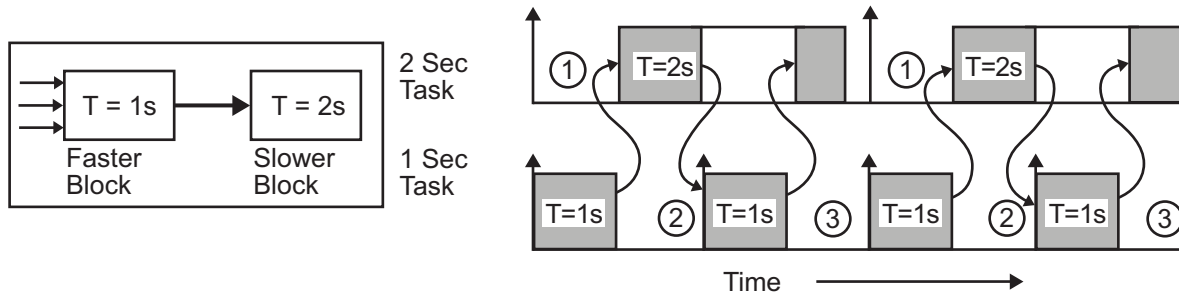 T = 1s
T = 2s
Faster
Block
Slower
Block
2 Sec
Task
1 Sec
Task
1
T=2s
1
T=2s
T=1s
2
T=1s
3
T=1s
2
T=1s
3
Time